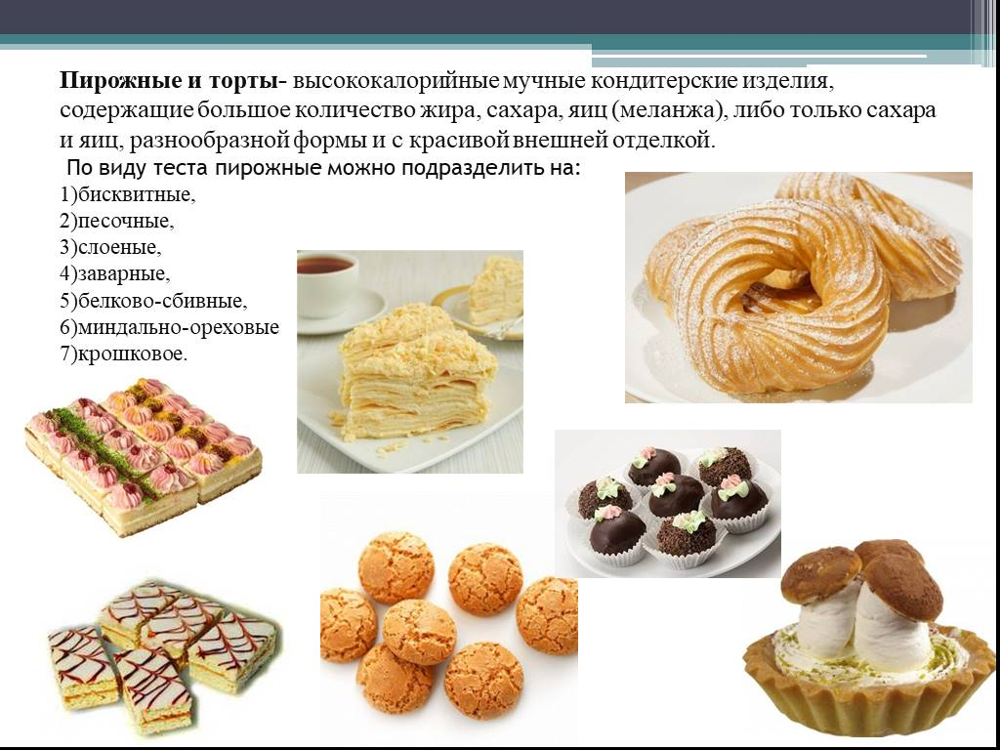 Пирожные и торты- высококалорийные мучные кондитерские изделия,
содержащие большое количество жира, сахара, яиц (меланжа), либо только сахара
и яиц, разнообразной формы и с красивой внешней отделкой.
По виду теста пирожные можно подразделить на:
1)бисквитные,
2)песочные,
3)слоеные,
4)заварные,
5)белково-сбивные,
6)миндально-ореховые
7)крошковое.